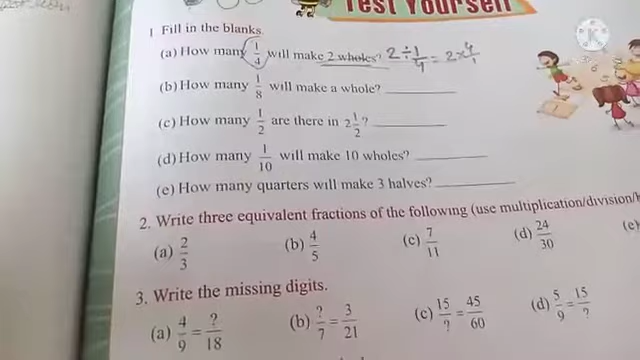 Test Yourself
1 Fill in the blanks.
(a) How many 1/4 will make 2 wholes? 2 ÷ 1/4 = 2 × 4/1
(b) How many 1/8 will make a whole? ________
(c) How many 1/2 are there in 2 1/2? ________
(d) How many 1/10 will make 10 wholes? ________
(e) How many quarters will make 3 halves? ________
2. Write three equivalent fractions of the following (use multiplication/division/
(a) 2/3 (b) 4/5 (c) 7/11 (d) 24/30 (e)
3. Write the missing digits.
(a) 4/9 = ?/18 (b) ?/7 = 3/21 (c) 15/? = 45/60 (d) 5/9 = 15/?